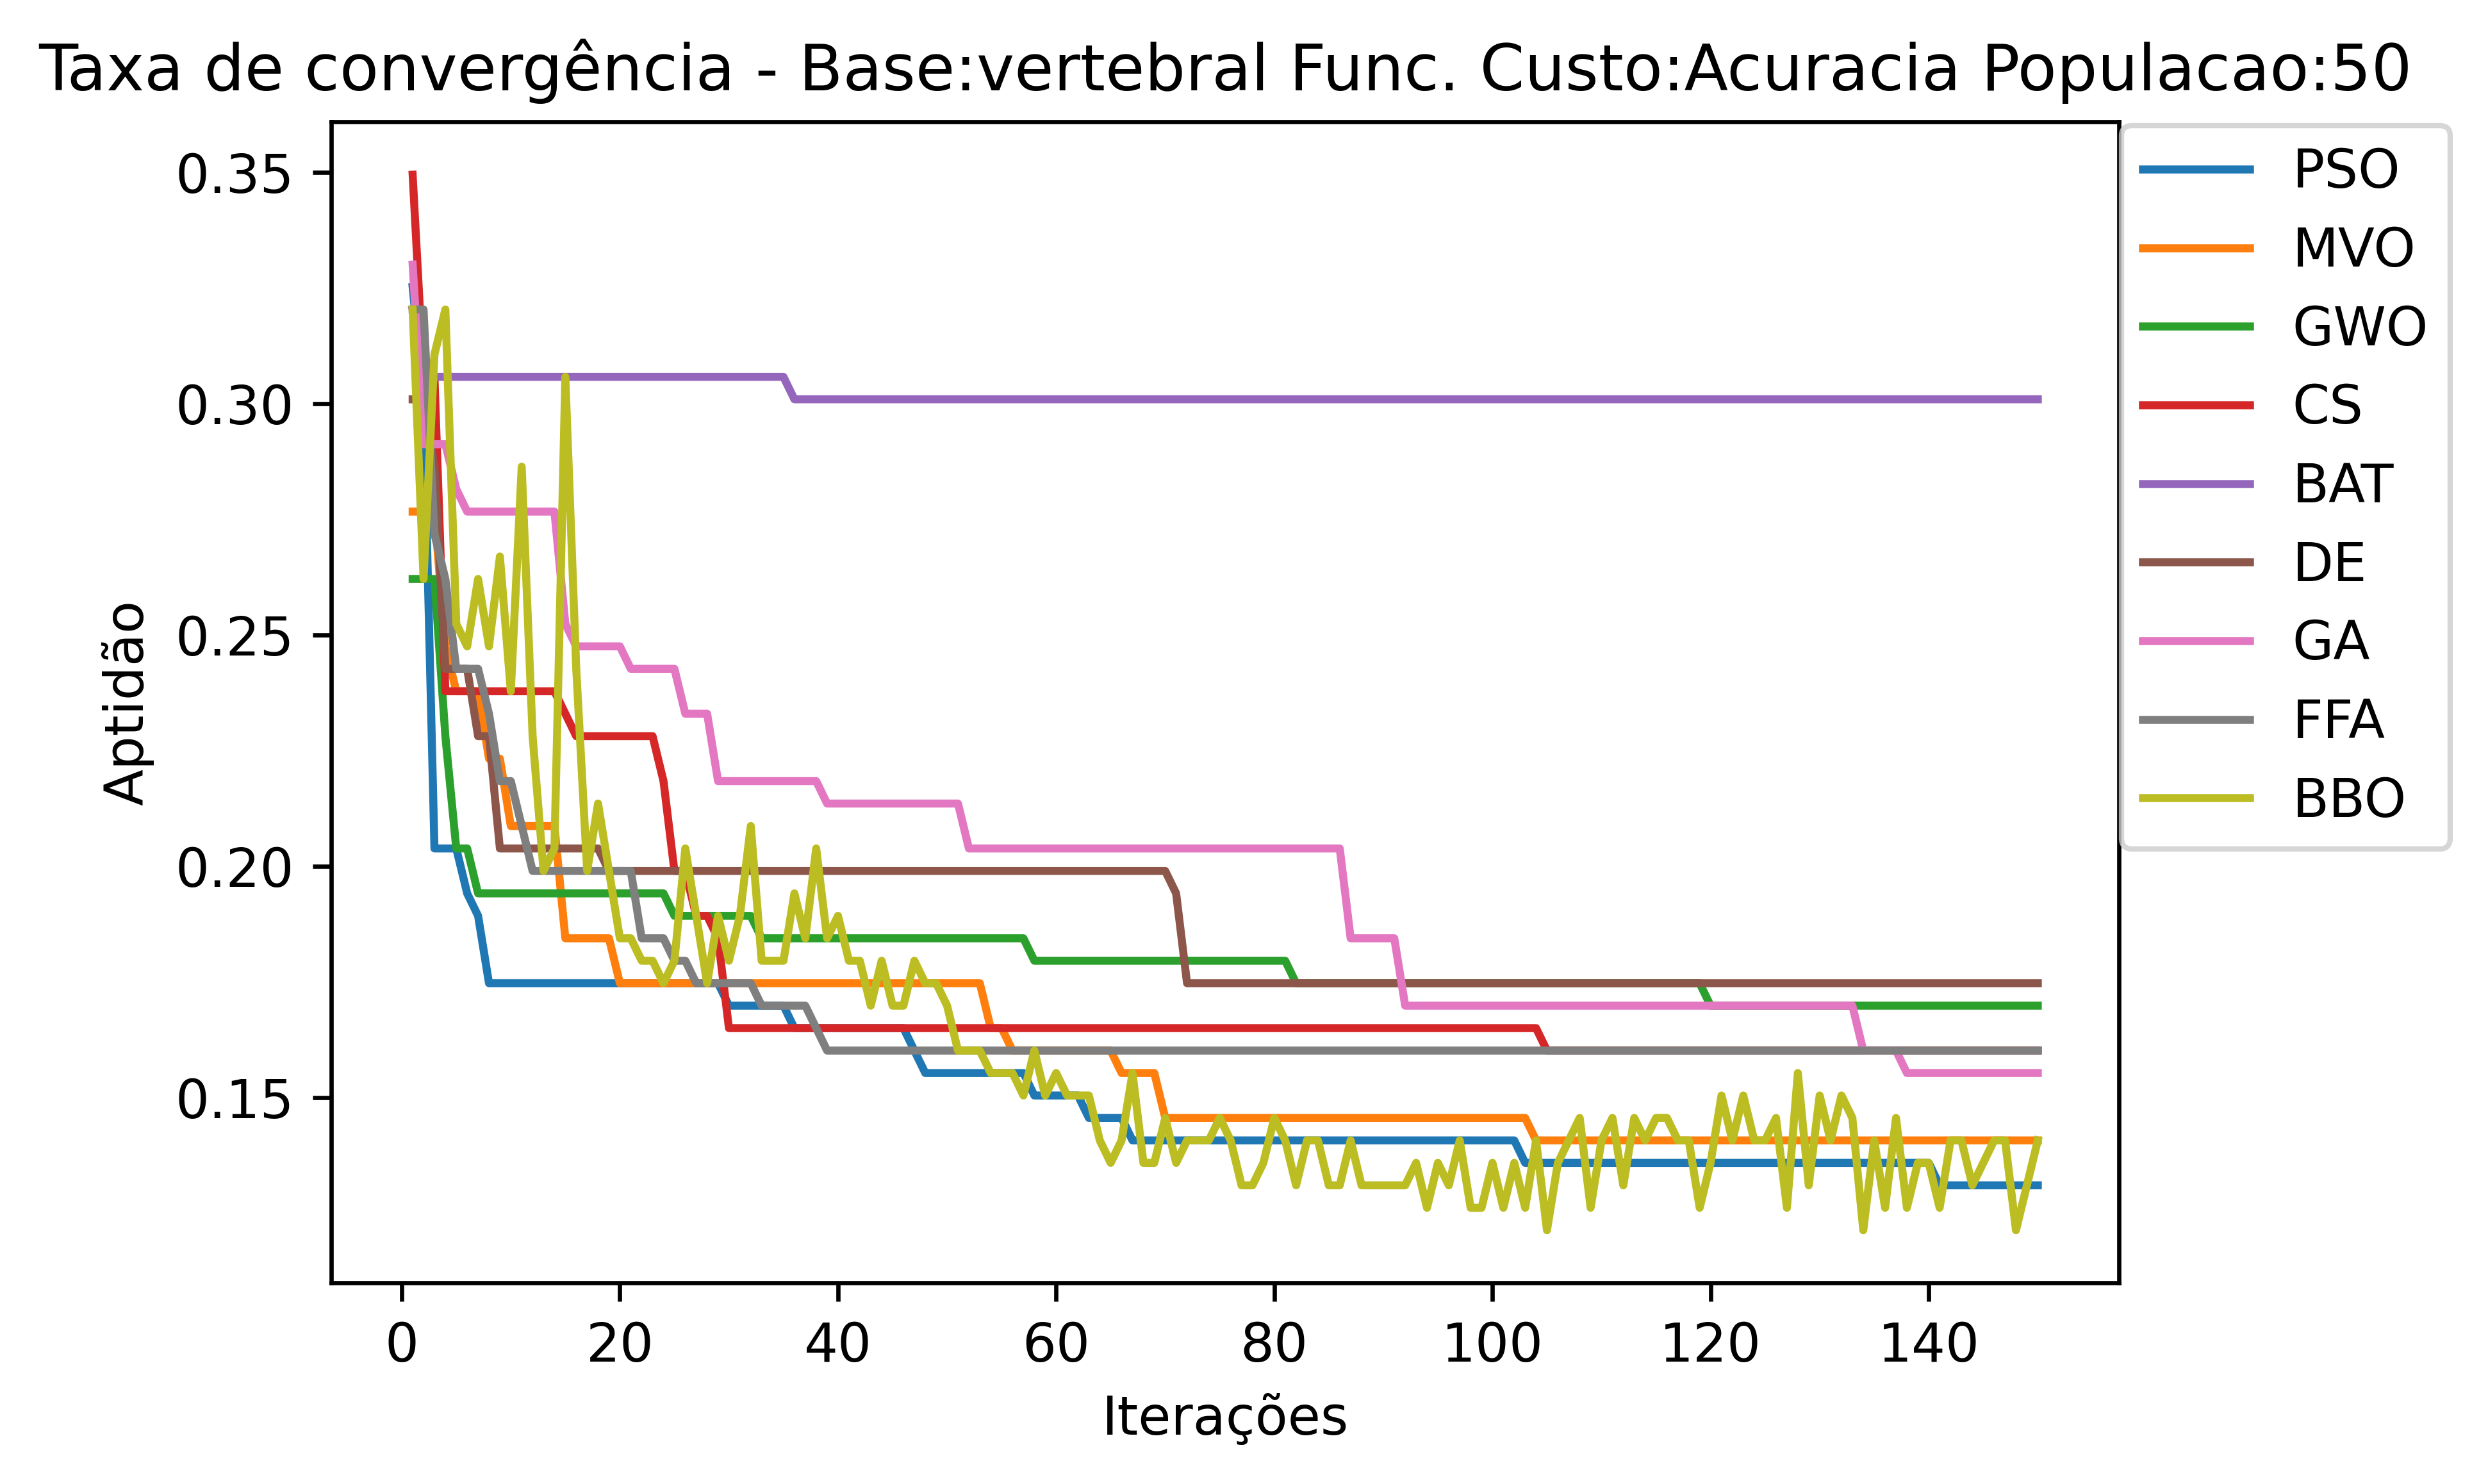 Taxa de convergência - Base:vertebral Func. Custo:Acuracia Populacao:50
Aptidão
0.35
0.30
0.25
0.20
0.15
0 20 40 60 80 100 120 140
Iterações
PSO
MVO
GWO
CS
BAT
DE
GA
FFA
BBO